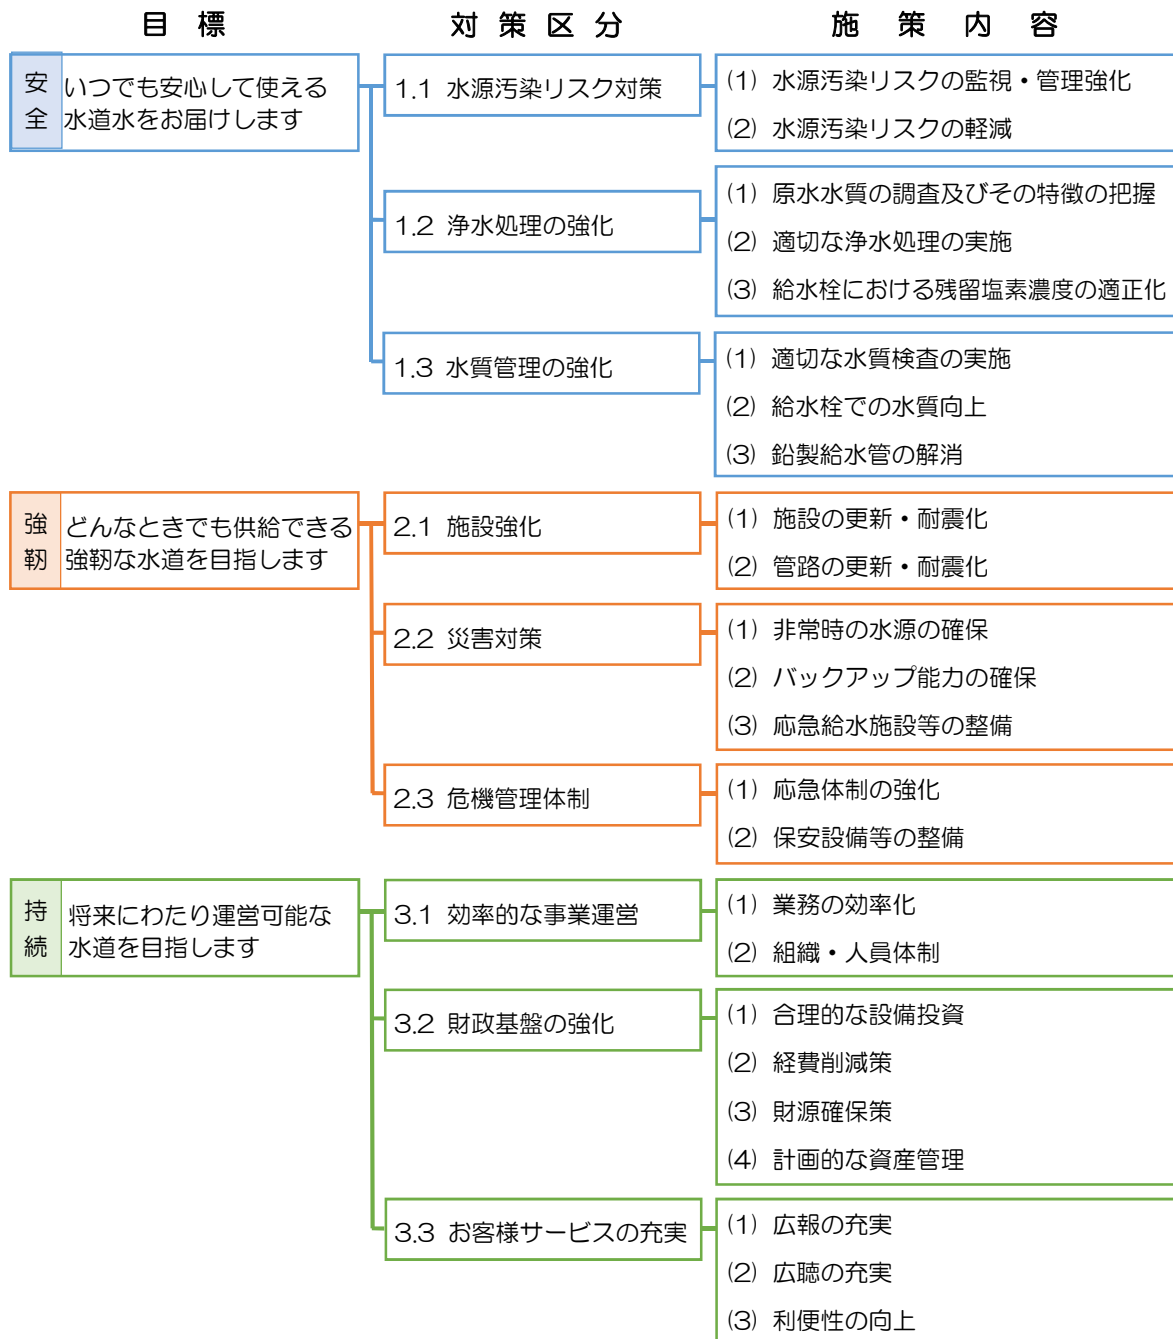 目標 対策区分 施策内容
安全
いつでも安心して使える
水道水をお届けします
1.1 水源汚染リスク対策
(1) 水源汚染リスクの監視・管理強化
(2) 水源汚染リスクの軽減
1.2 浄水処理の強化
(1) 原水水質の調査及びその特徴の把握
(2) 適切な浄水処理の実施
(3) 給水栓における残留塩素濃度の適正化
1.3 水質管理の強化
(1) 適切な水質検査の実施
(2) 給水栓での水質向上
(3) 鉛製給水管の解消
強靭
どんなときでも供給できる
強靭な水道を目指します
2.1 施設強化
(1) 施設の更新・耐震化
(2) 管路の更新・耐震化
2.2 災害対策
(1) 非常時の水源の確保
(2) バックアップ能力の確保
(3) 応急給水施設等の整備
2.3 危機管理体制
(1) 応急体制の強化
(2) 保安設備等の整備
持続
将来にわたり運営可能な
水道を目指します
3.1 効率的な事業運営
(1) 業務の効率化
(2) 組織・人員体制
3.2 財政基盤の強化
(1) 合理的な設備投資
(2) 経費削減策
(3) 財源確保策
(4) 計画的な資産管理
3.3 お客様サービスの充実
(1) 広報の充実
(2) 広聴の充実
(3) 利便性の向上